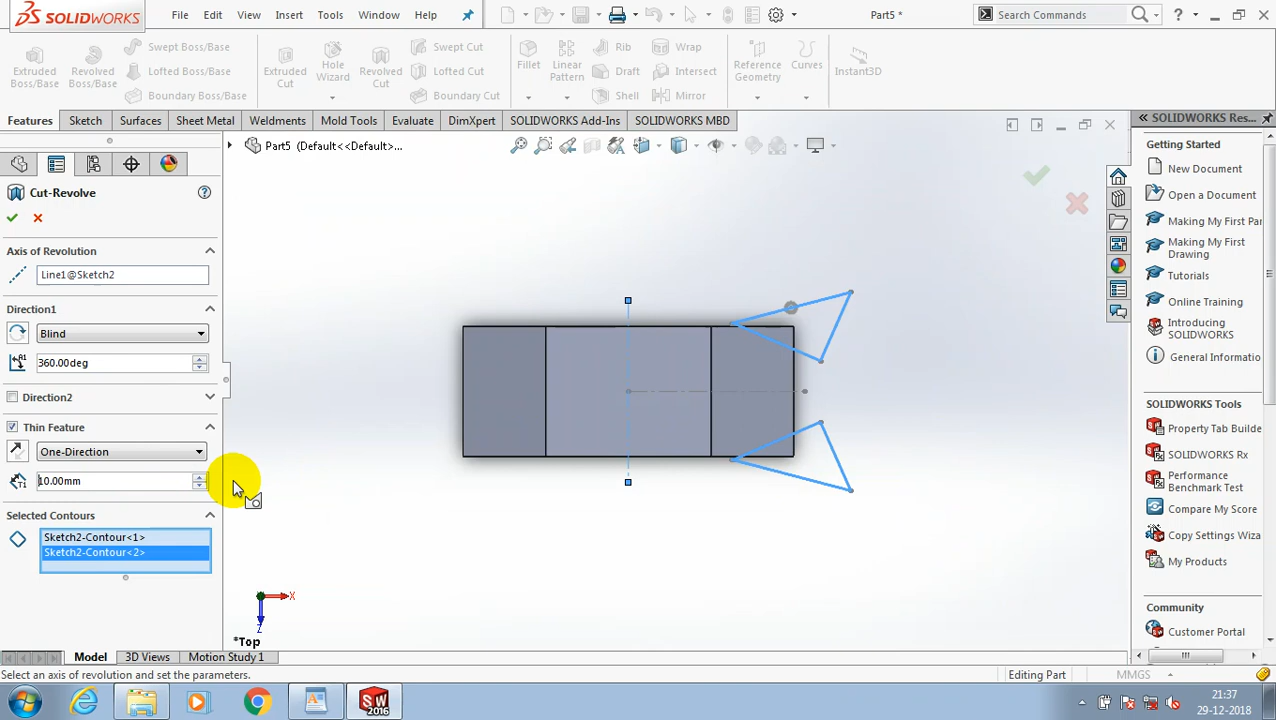 SOLIDWORKS File Edit View Insert Tools Window Help Part5 * Search Commands
Extruded Boss/Base Revolved Boss/Base Swept Boss/Base Lofted Boss/Base Boundary Boss/Base Extruded Cut Hole Wizard Revolved Cut Swept Cut Lofted Cut Boundary Cut Fillet Linear Pattern Rib Draft Shell Wrap Intersect Mirror Reference Geometry Curves Instant3D
Features Sketch Surfaces Sheet Metal Weldments Mold Tools Evaluate DimXpert SOLIDWORKS Add-Ins SOLIDWORKS MBD
Part5 (Default<<Default>...
Cut-Revolve
Axis of Revolution
Line1@Sketch2
Direction1
Blind
360.00deg
Direction2
Thin Feature
One-Direction
10.00mm
Selected Contours
Sketch2-Contour<1>
Sketch2-Contour<2>
X
Z
*Top
SOLIDWORKS Res...
Getting Started
New Document
Open a Document
Making My First Par
Making My First
Drawing
Tutorials
Online Training
Introducing
SOLIDWORKS
General Informatio
SOLIDWORKS Tools
Property Tab Builde
SOLIDWORKS Rx
Performance
Benchmark Test
Compare My Score
Copy Settings Wiza
My Products
Community
Customer Portal
Model 3D Views Motion Study 1
Select an axis of revolution and set the parameters. Editing Part MMGS
SW
2016
21:37
29-12-2018